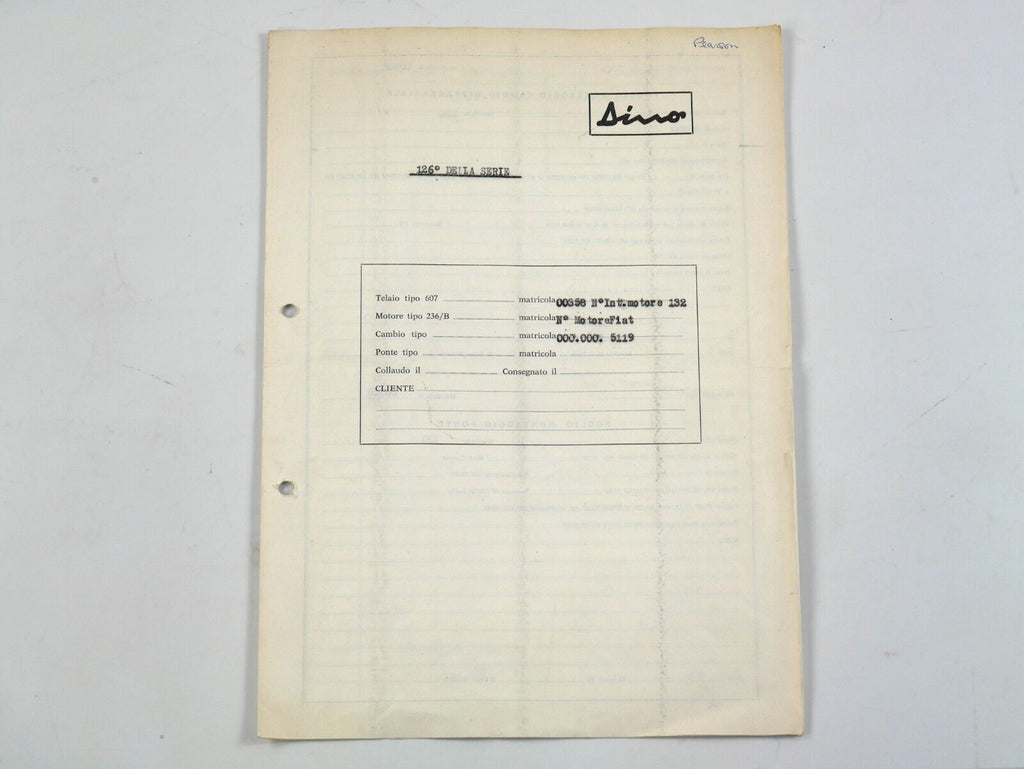 Pearson
Dino
126° DELLA SERIE
Telaio tipo 607 matricola 00358 N°Int.motore 132
Motore tipo 236/B matricola N° MotoreFiat
Cambio tipo matricola 000.000. 5119
Ponte tipo matricola
Collaudo il Consegnato il
CLIENTE